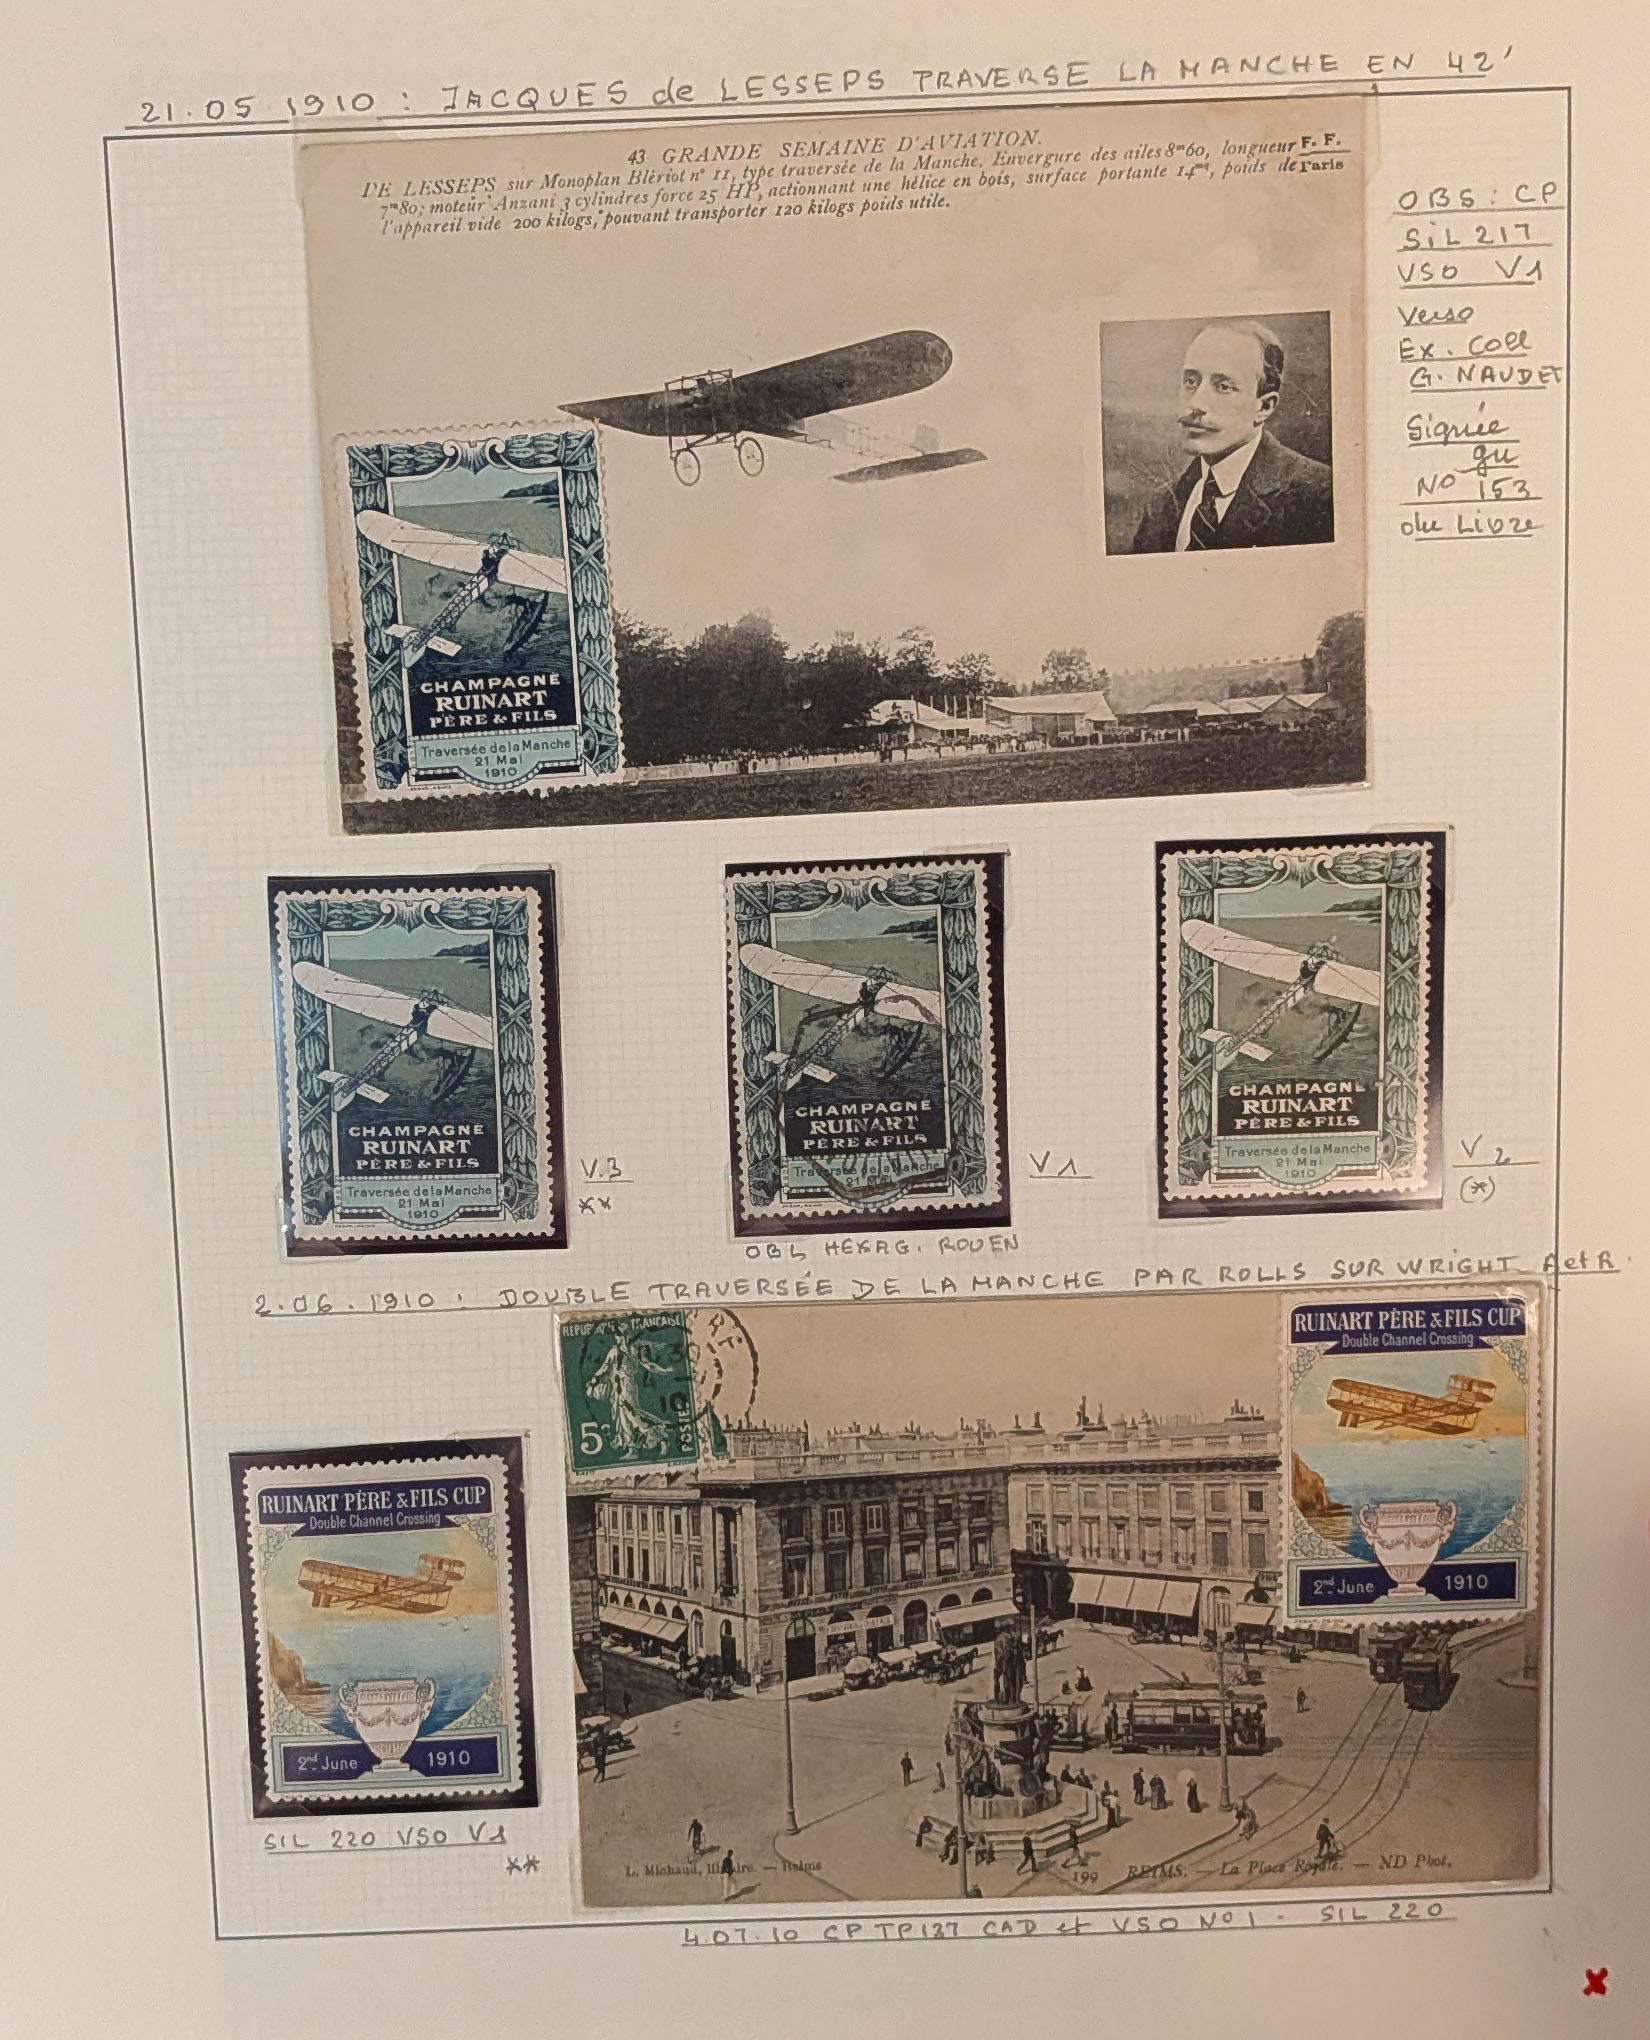 21.05.1910 : JACQUES de LESSEPS TRAVERSE LA MANCHE EN 42'
43 GRANDE SEMAINE D'AVIATION.
DE LESSEPS sur Monoplan Blériot n° 11, type traversée de la Manche. Envergure des ailes 8m60, longueur
7m80; moteur Anzani 3 cylindres force 25 HP, actionnant une hélice en bois, surface portante 14mq, poids de
l'appareil vide 200 kilogs, pouvant transporter 120 kilogs poids utile.
F. F.
Paris
OBS : CP
SiL 217
VSO V1
Verso
Ex. Coll
G. NAUDET
Signée
gu
NO 153
du Livre
CHAMPAGNE
RUINART
PÈRE & FILS
Traversée de la Manche
21 Mai
1910
CHAMPAGNE
RUINART
PÈRE & FILS
Traversée de la Manche
21 Mai
1910
V.3
**
CHAMPAGNE
RUINART
PÈRE & FILS
Traversée de la Manche
21 Mai
V1
OBL HEXAG. ROUEN
CHAMPAGNE
RUINART
PÈRE & FILS
Traversée de la Manche
21 Mai
1910
V2
(*)
2.06.1910 : DOUBLE TRAVERSÉE DE LA MANCHE PAR ROLLS SUR WRIGHT A et R.
REPUBLIQUE FRANÇAISE
5c
POSTES
10
RUINART PÈRE & FILS CUP
Double Channel Crossing
2nd June 1910
RUINART PÈRE & FILS CUP
Double Channel Crossing
2nd June 1910
SIL 220 VSO V1
**
L. Michaud, libraire. — Reims
199 REIMS. — La Place Royale. — ND Phot.
4.07.10 CP TP137 CAD et VSO N°1 - SIL 220